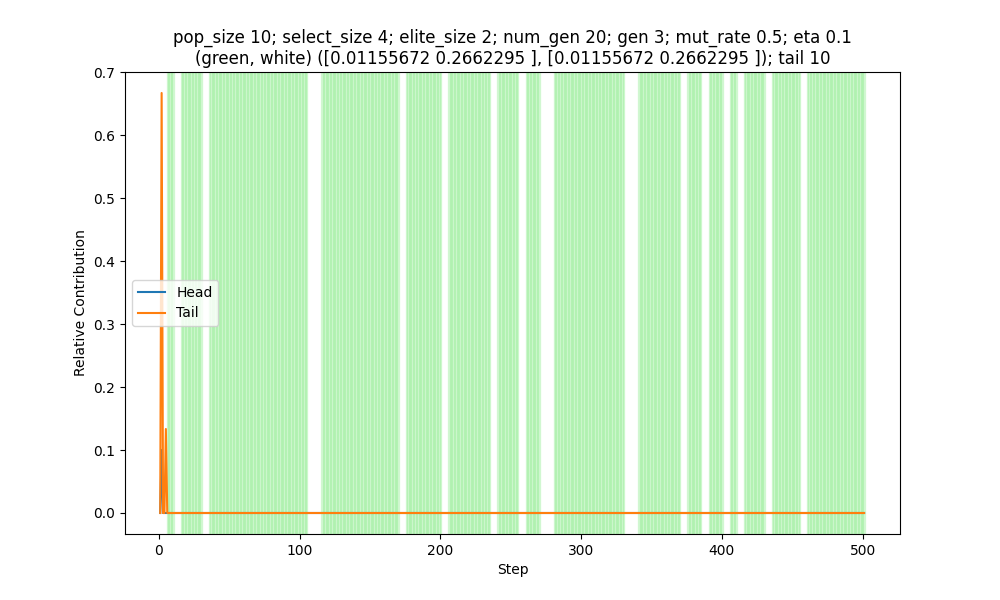 pop_size 10; select_size 4; elite_size 2; num_gen 20; gen 3; mut_rate 0.5; eta 0.1
(green, white) ([0.01155672 0.2662295 ], [0.01155672 0.2662295 ]); tail 10
0.7
0.6
0.5
0.4
0.3
0.2
0.1
0.0
Relative Contribution
Head
Tail
0 100 200 300 400 500
Step